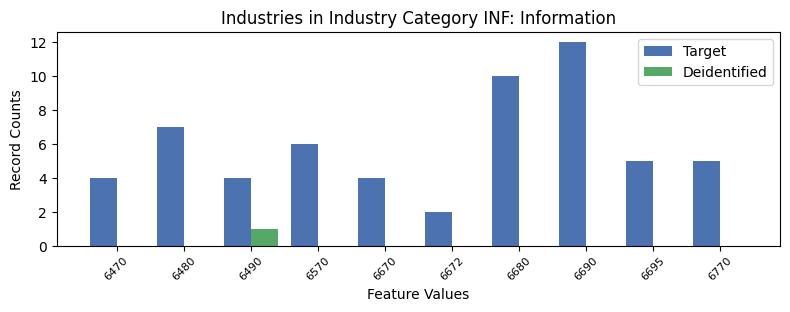 Industries in Industry Category INF: Information
Target
Deidentified
Record Counts
12
10
8
6
4
2
0
6470 6480 6490 6570 6670 6672 6680 6690 6695 6770
Feature Values